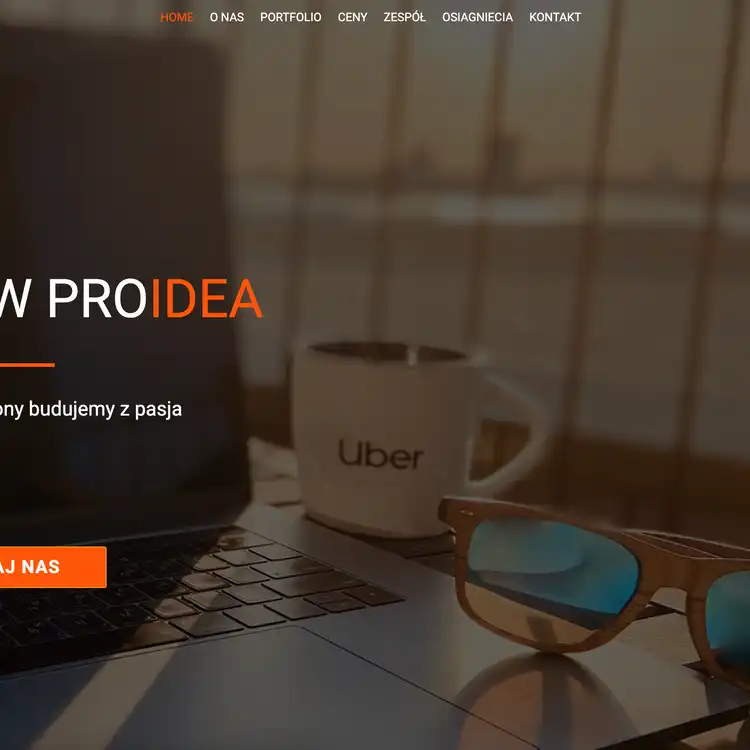 HOME O NAS PORTFOLIO CENY ZESPÓŁ OSIAGNIECIA KONTAKT
W PROIDEA
ony budujemy z pasja
Uber
AJ NAS